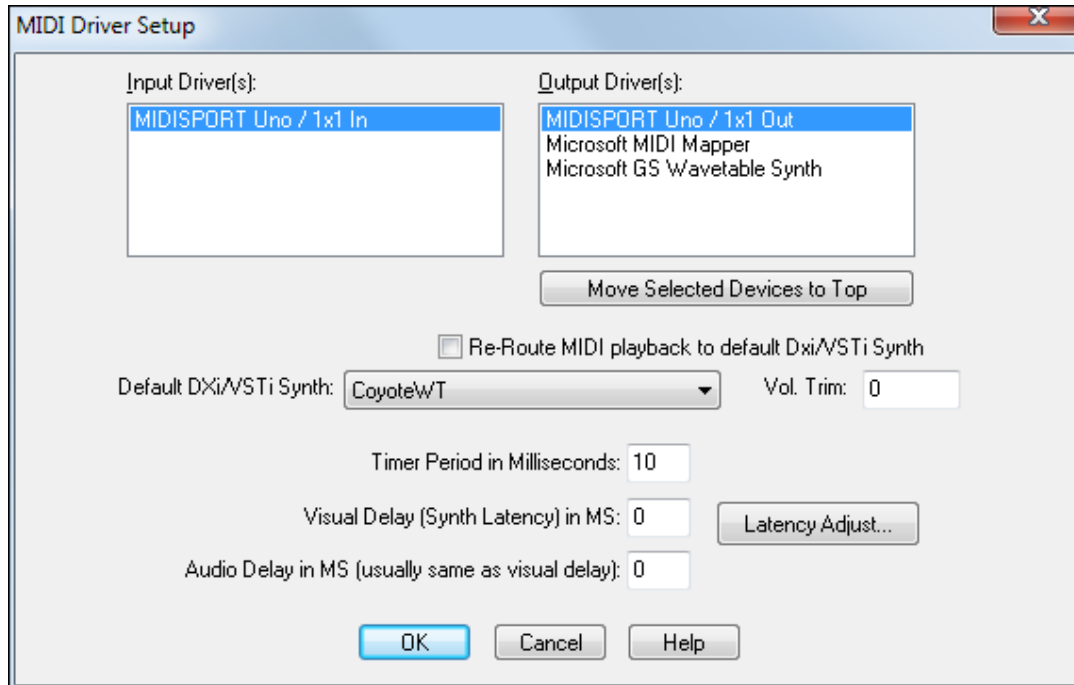 MIDI Driver Setup
Input Driver(s):
Output Driver(s):
MIDISPORT Uno / 1x1 In
MIDISPORT Uno / 1x1 Out
Microsoft MIDI Mapper
Microsoft GS Wavetable Synth
Move Selected Devices to Top
Re-Route MIDI playback to default Dxi/VSTi Synth
Default DXi/VSTi Synth: CoyoteWT Vol. Trim: 0
Timer Period in Milliseconds: 10
Visual Delay (Synth Latency) in MS: 0 Latency Adjust...
Audio Delay in MS (usually same as visual delay): 0
OK Cancel Help